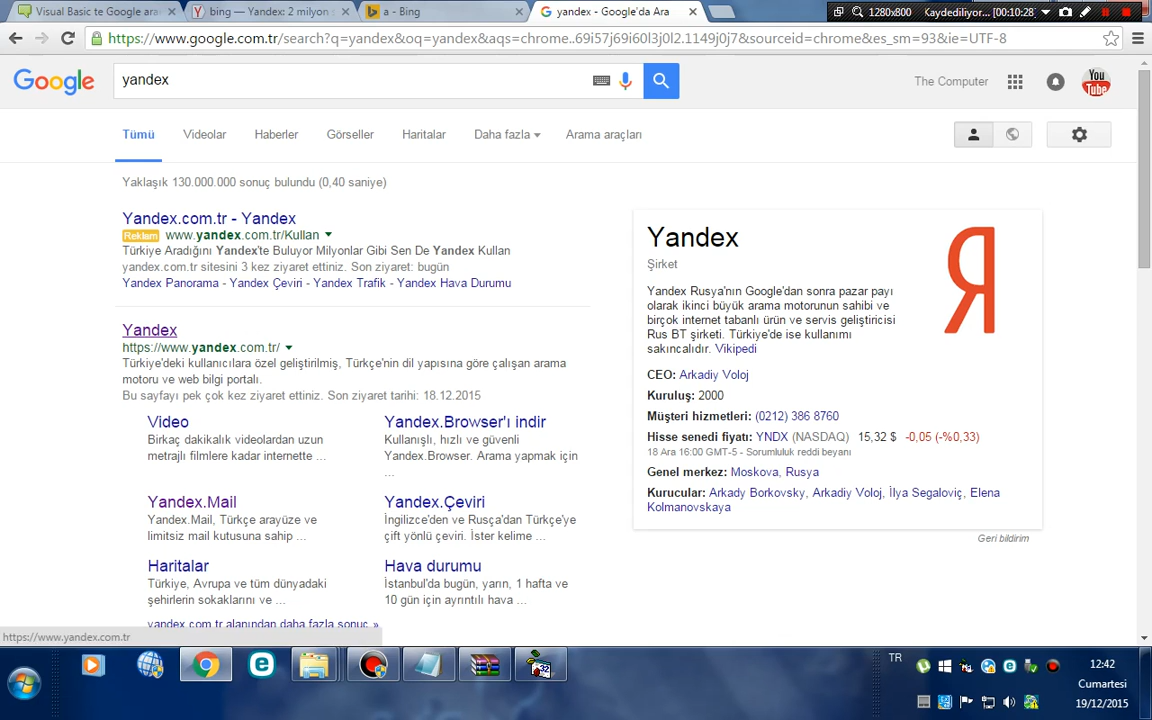 Visual Basic te Google ara
bing — Yandex: 2 milyon s
a - Bing
yandex - Google'da Ara
1280x800
Kaydediliyor... [00:10:28]
https://www.google.com.tr/search?q=yandex&oq=yandex&aqs=chrome..69i57j69i60l3j0l2.1149j0j7&sourceid=chrome&es_sm=93&ie=UTF-8
Google
yandex
The Computer
You Tube
Tümü Videolar Haberler Görseller Haritalar Daha fazla Arama araçları
Yaklaşık 130.000.000 sonuç bulundu (0,40 saniye)
Yandex.com.tr - Yandex
Reklam www.yandex.com.tr/Kullan
Türkiye Aradığını Yandex'te Buluyor Milyonlar Gibi Sen De Yandex Kullan
yandex.com.tr sitesini 3 kez ziyaret ettiniz. Son ziyaret: bugün
Yandex Panorama - Yandex Çeviri - Yandex Trafik - Yandex Hava Durumu
Yandex
https://www.yandex.com.tr/
Türkiye'deki kullanıcılara özel geliştirilmiş, Türkçe'nin dil yapısına göre çalışan arama
motoru ve web bilgi portalı.
Bu sayfayı pek çok kez ziyaret ettiniz. Son ziyaret tarihi: 18.12.2015
Video
Birkaç dakikalık videolardan uzun
metrajlı filmlere kadar internette ...
Yandex.Browser'ı indir
Kullanışlı, hızlı ve güvenli
Yandex.Browser. Arama yapmak için
...
Yandex.Mail
Yandex.Mail, Türkçe arayüze ve
limitsiz mail kutusuna sahip ...
Yandex.Çeviri
İngilizce'den ve Rusça'dan Türkçe'ye
çift yönlü çeviri. İster kelime ...
Haritalar
Türkiye, Avrupa ve tüm dünyadaki
şehirlerin sokaklarını ve ...
Hava durumu
İstanbul'da bugün, yarın, 1 hafta ve
10 gün için ayrıntılı hava ...
yandex.com.tr alanından daha fazla sonuç »
Yandex
Şirket
Я
Yandex Rusya'nın Google'dan sonra pazar payı
olarak ikinci büyük arama motorunun sahibi ve
birçok internet tabanlı ürün ve servis geliştiricisi
Rus BT şirketi. Türkiye'de ise kullanımı
sakıncalıdır. Vikipedi
CEO: Arkadiy Voloj
Kuruluş: 2000
Müşteri hizmetleri: (0212) 386 8760
Hisse senedi fiyatı: YNDX (NASDAQ) 15,32 $ -0,05 (-%0,33)
18 Ara 16:00 GMT-5 - Sorumluluk reddi beyanı
Genel merkez: Moskova, Rusya
Kurucular: Arkady Borkovsky, Arkadiy Voloj, İlya Segaloviç, Elena
Kolmanovskaya
Geri bildirim
https://www.yandex.com.tr
TR
12:42
Cumartesi
19/12/2015